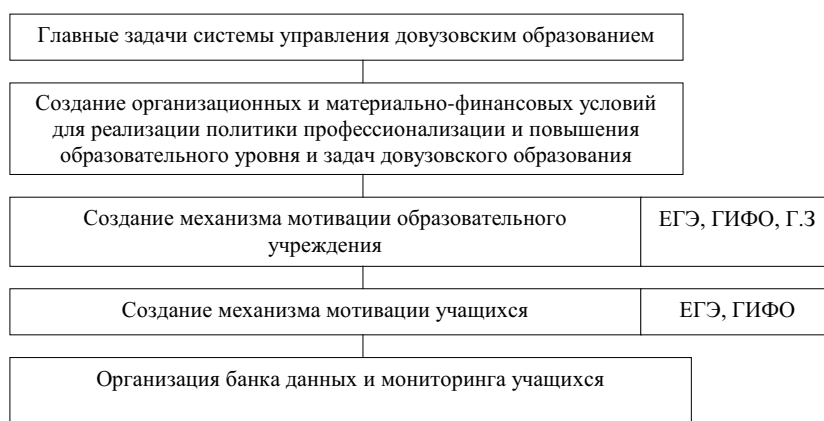 Главные задачи системы управления довузовским образованием
Создание организационных и материально-финансовых условий
для реализации политики профессионализации и повышения
образовательного уровня и задач довузовского образования
Создание механизма мотивации образовательного
учреждения
ЕГЭ, ГИФО, Г.З
Создание механизма мотивации учащихся
ЕГЭ, ГИФО
Организация банка данных и мониторинга учащихся